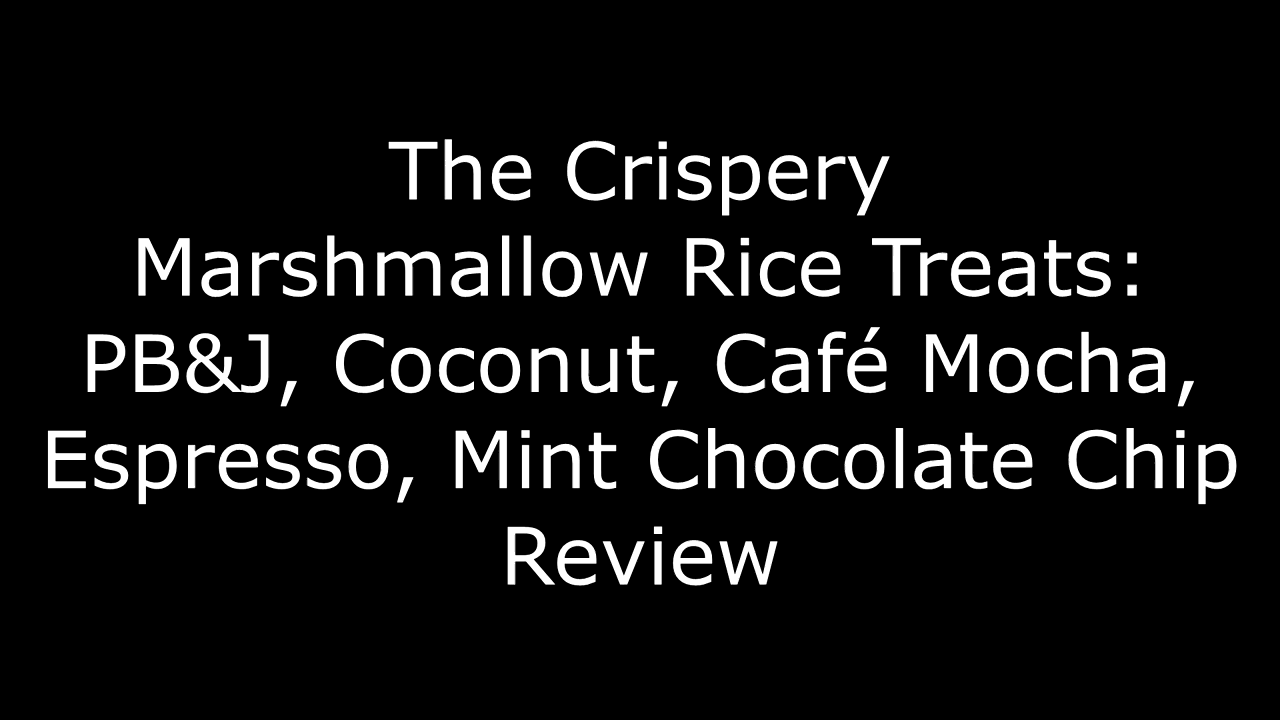 The Crispery
Marshmallow Rice Treats:
PB&J, Coconut, Café Mocha,
Espresso, Mint Chocolate Chip
Review